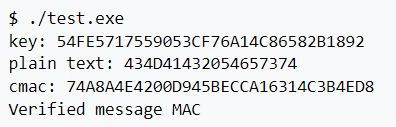 $ ./test.exe
key: 54FE5717559053CF76A14C86582B1892
plain text: 434D41432054657374
cmac: 74A8A4E4200D945BECCA16314C3B4ED8
Verified message MAC